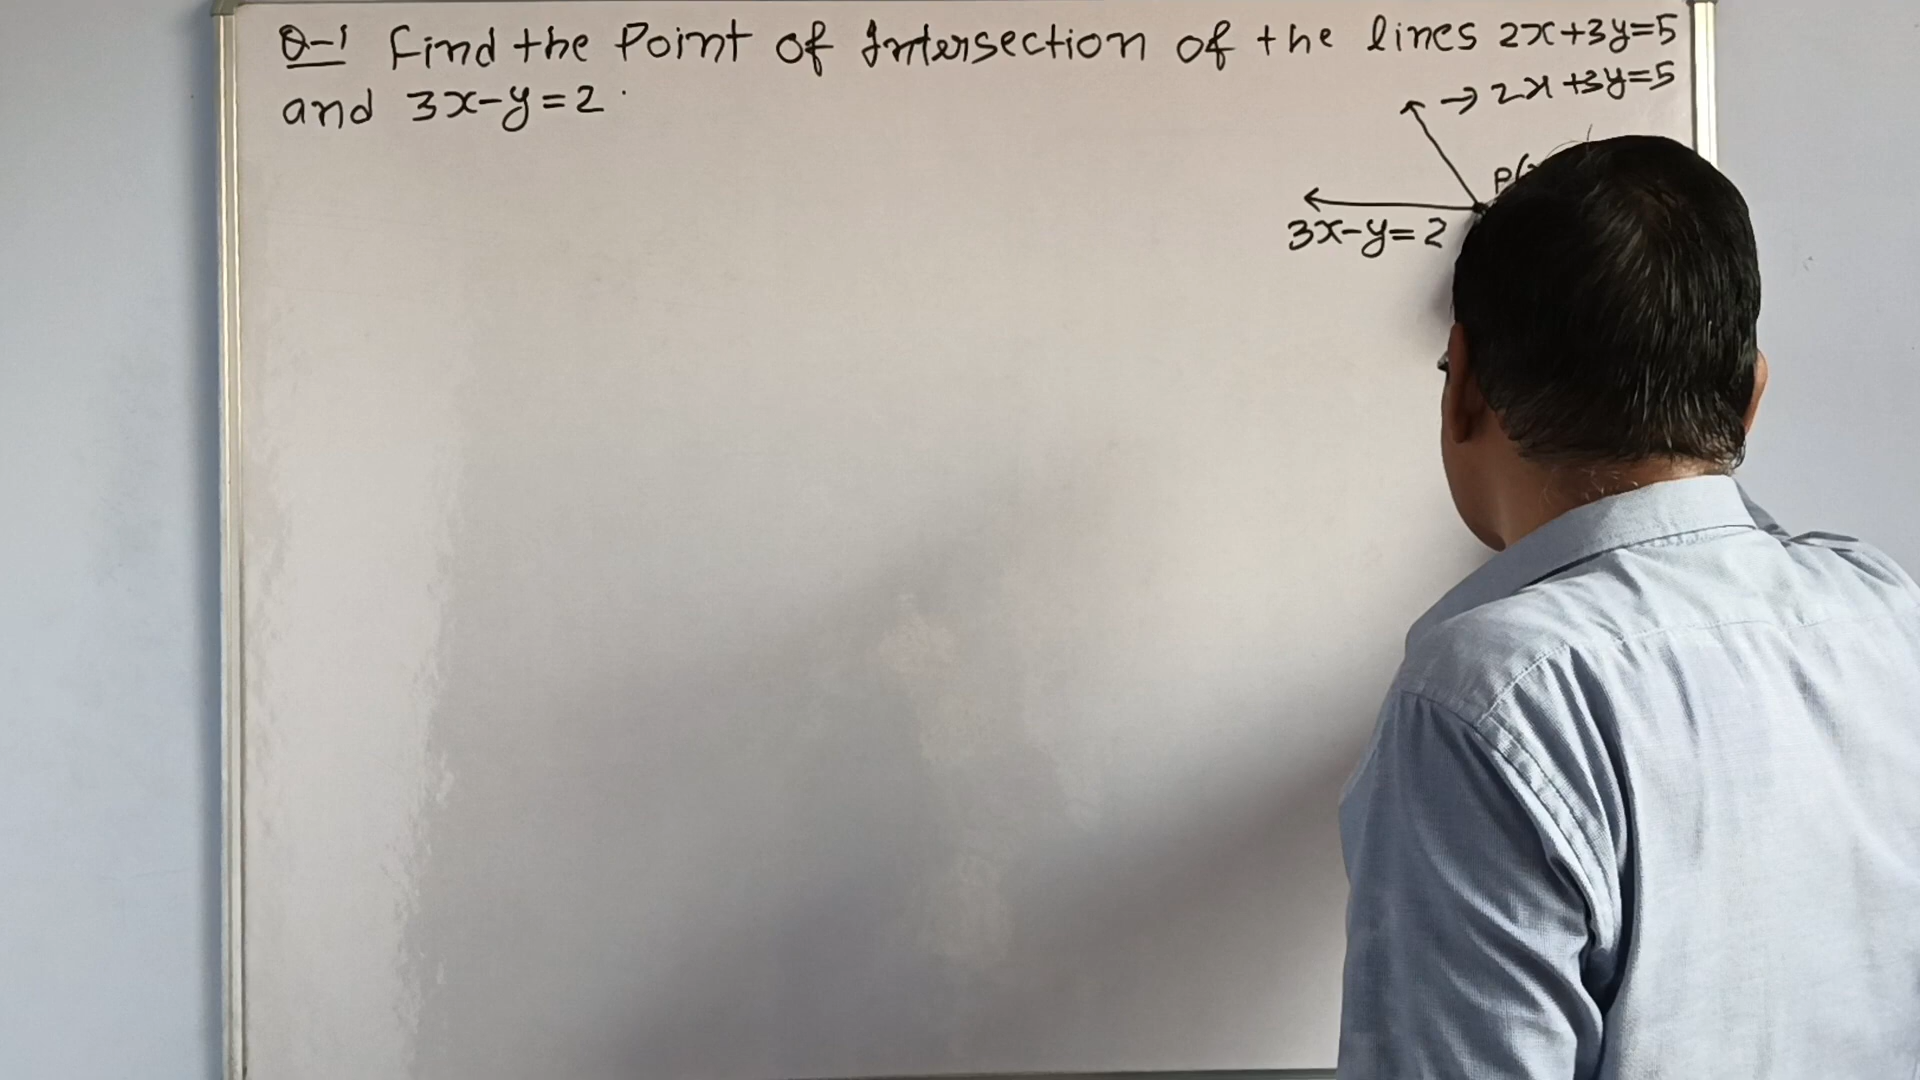 Q-1 Find the Point of Intersection of the lines 2x+3y=5
and 3x-y=2.
→ 2x+3y=5
P(
3x-y=2